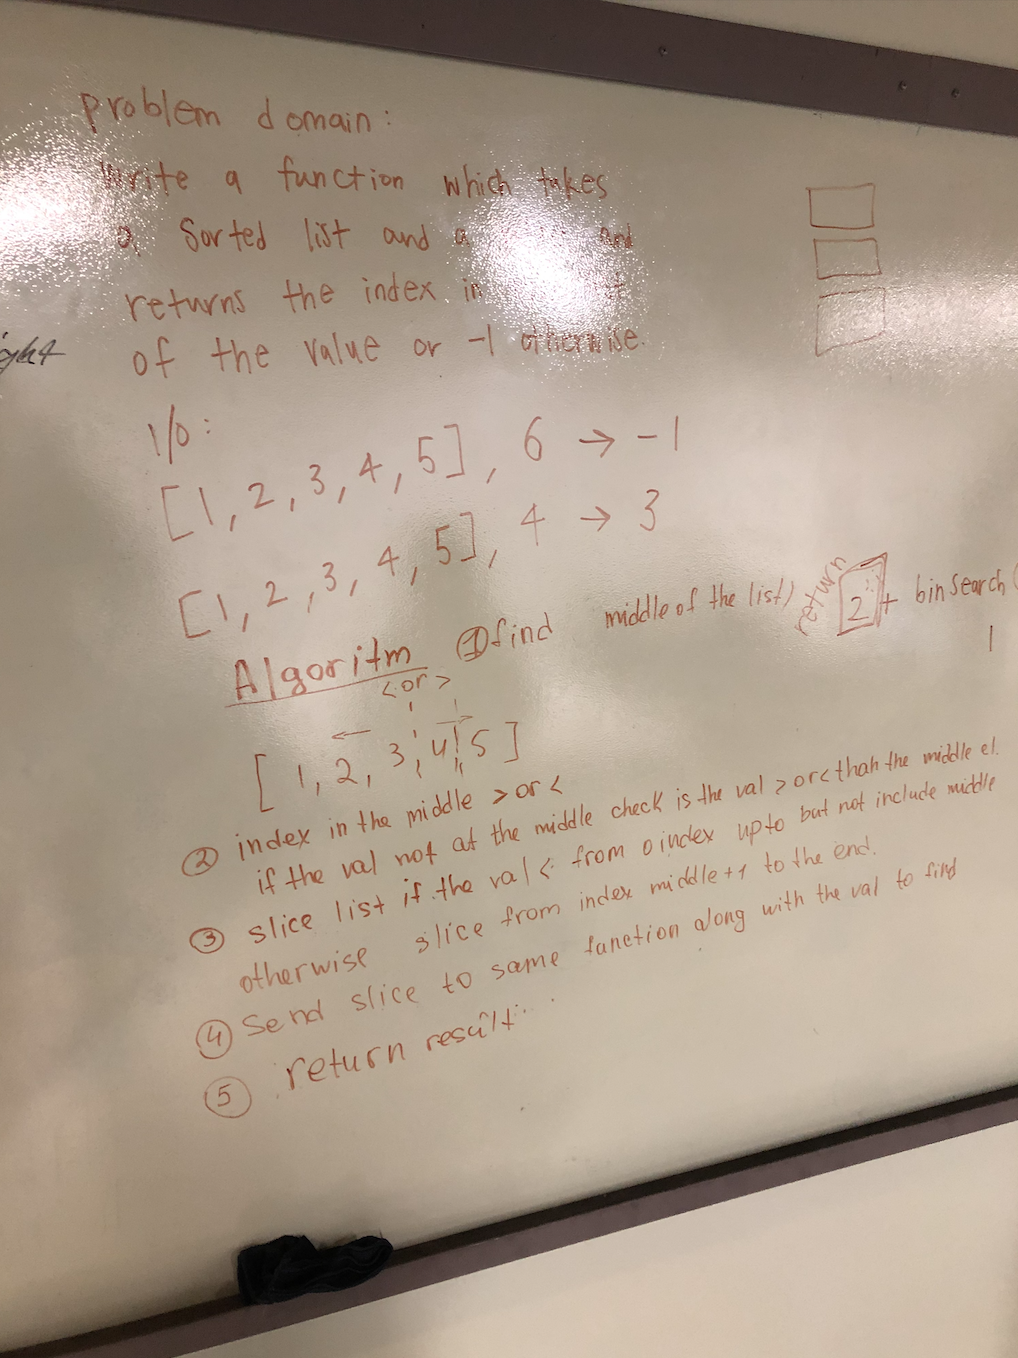 problem domain:
Write a function which takes
a Sorted list and a and
returns the index in
of the value or -1 otherwise.
ight
I/O:
[1, 2, 3, 4, 5], 6 → -1
[1, 2, 3, 4, 5], 4 → 3
Algoritm ① find middle of the list) return 2 + binSearch(
1
< or >
← →
[ 1, 2, 3, 4, 5 ]
② index in the middle > or <
if the val not at the middle check is the val > or < than the middle el.
③ slice list if the val < from 0 index up to but not include middle
otherwise slice from index middle+1 to the end.
④ Send slice to same function along with the val to find
⑤ return result...